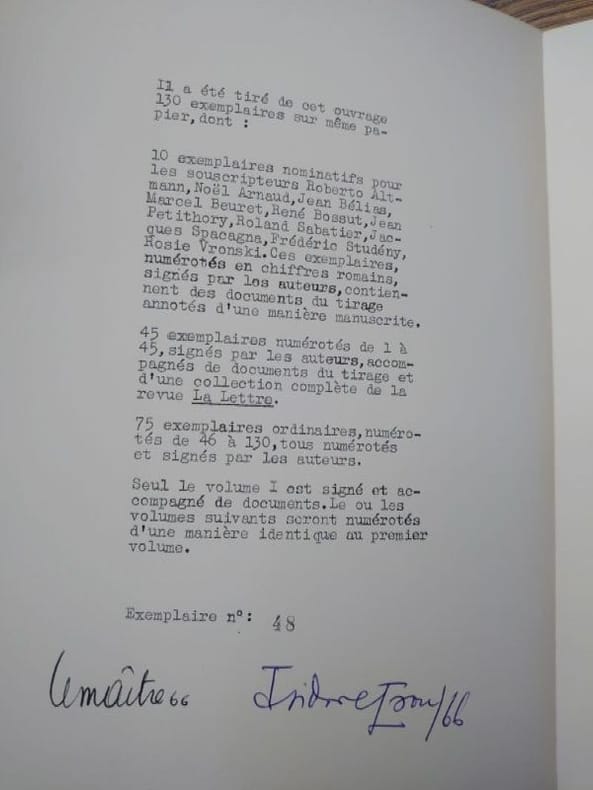 Il a été tiré de cet ouvrage
130 exemplaires sur même pa-
pier,dont :
10 exemplaires nominatifs pour
les souscripteurs Roberto Alt-
mann,Noël Arnaud,Jean Bélias,
Marcel Beuret,René Bossut,Jean
Petithory,Roland Sabatier,Jac-
ques Spacagna,Frédéric Studény,
Rosie Vronski.Ces exemplaires,
numérotés en chiffres romains,
signés par les auteurs,contien-
nent des documents du tirage
annotés d'une manière manuscrite.
45 exemplaires numérotés de 1 à
45,signés par les auteurs,accom-
pagnés de documents du tirage et
d'une collection complète de la
revue La Lettre.
75 exemplaires ordinaires,numéro-
tés de 46 à 130,tous numérotés
et signés par les auteurs.
Seul le volume I est signé et ac-
compagné de documents.Le ou les
volumes suivants seront numérotés
d'une manière identique au premier
volume.
Exemplaire n°: 48
Lemaître 66
Isidore Isou/66